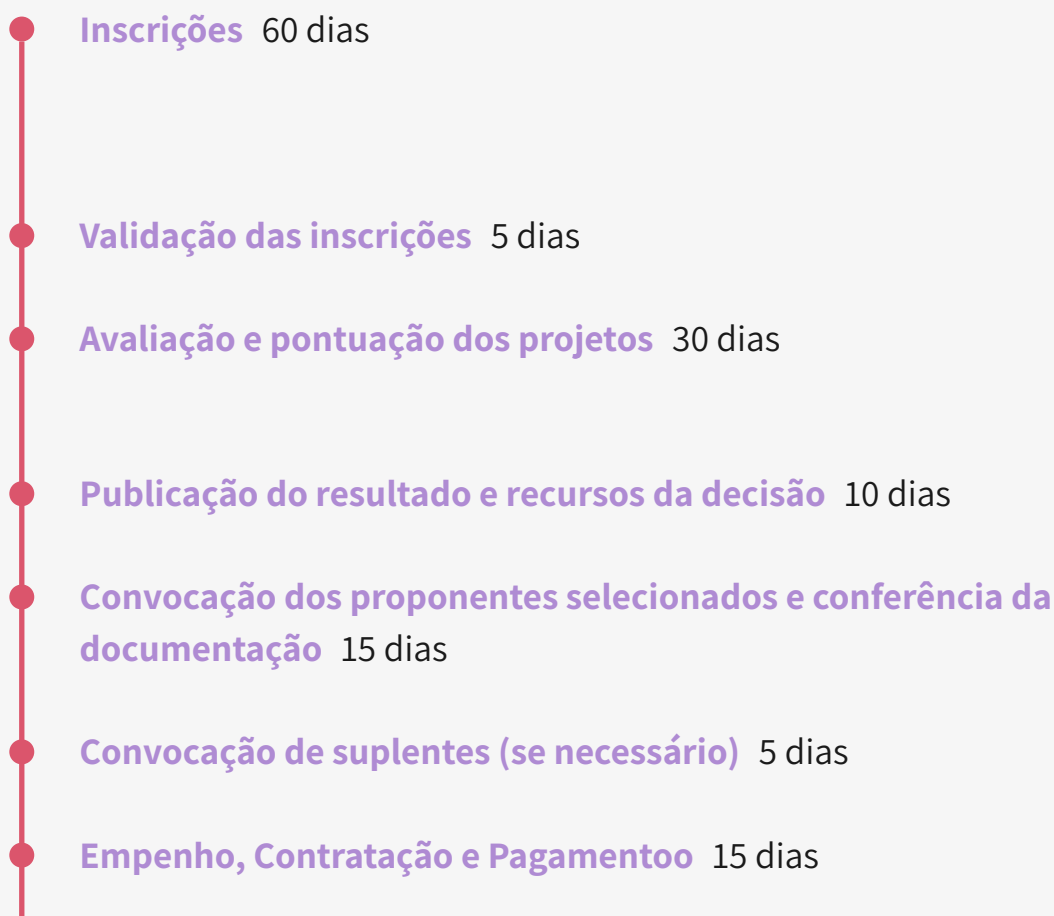 Inscrições 60 dias
Validação das inscrições 5 dias
Avaliação e pontuação dos projetos 30 dias
Publicação do resultado e recursos da decisão 10 dias
Convocação dos proponentes selecionados e conferência da
documentação 15 dias
Convocação de suplentes (se necessário) 5 dias
Empenho, Contratação e Pagamentoo 15 dias